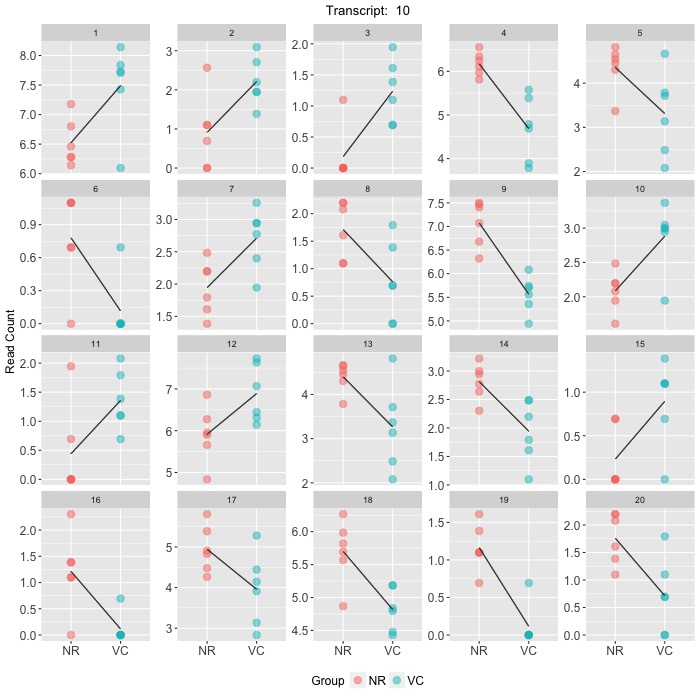 Transcript: 10
1 2 3 4 5
8.0 3 2.0 6 4
7.5 2 1.5 5 3
7.0 1 1.0 4 2
6.5 0 0.5
6.0 0.0
6 7 8 9 10
0.9 3.0 2.0 7.5 3.0
0.6 2.5 1.5 7.0 2.5
0.3 2.0 1.0 6.5 2.0
0.0 1.5 0.5 6.0
0.0 5.5
5.0
Read Count
11 12 13 14 15
2.0 7 4 3.0 1.0
1.5 6 3 2.5 0.5
1.0 5 2 2.0 0.0
0.5 1.5
0.0 1.0
16 17 18 19 20
2.5 5 6.0 1.5 2.0
2.0 4 5.5 1.0 1.5
1.5 3 5.0 0.5 1.0
1.0 4.5 0.0 0.5
0.5 0.0
0.0
NR VC NR VC NR VC NR VC NR VC
Group NR VC